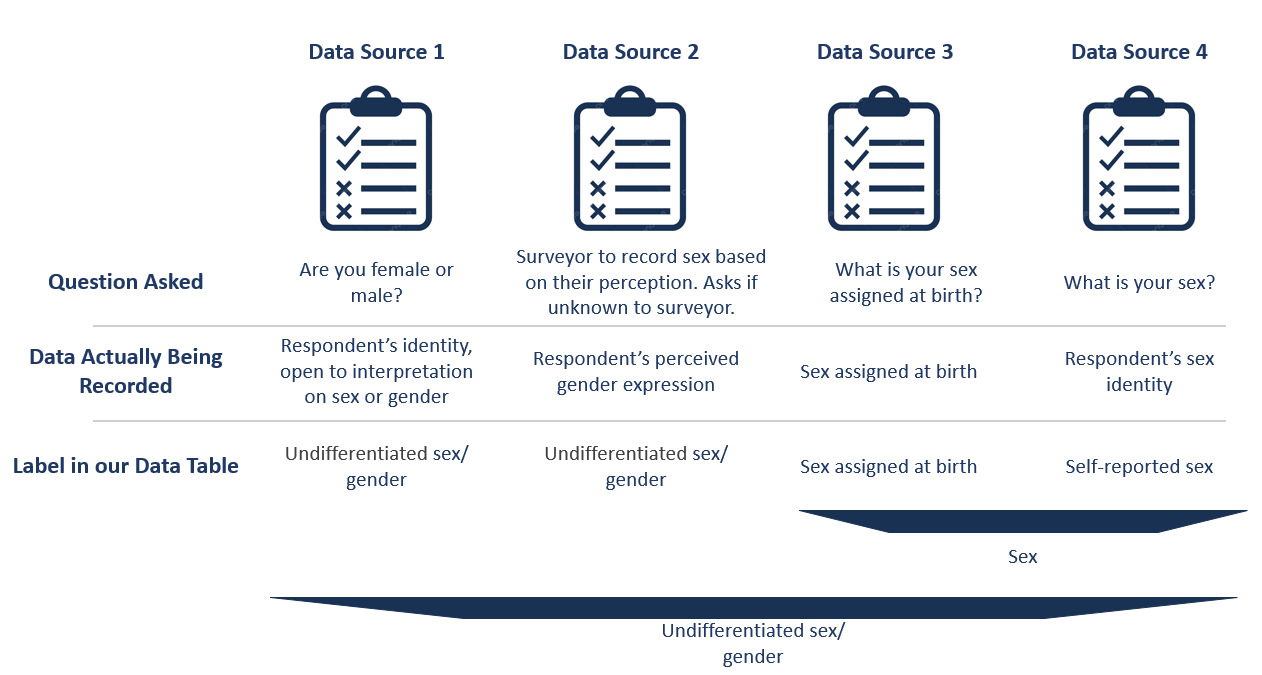 Data Source 1
Data Source 2
Data Source 3
Data Source 4
Question Asked
Are you female or
male?
Surveyor to record sex based
on their perception. Asks if
unknown to surveyor.
What is your sex
assigned at birth?
What is your sex?
Data Actually Being
Recorded
Respondent’s identity,
open to interpretation
on sex or gender
Respondent’s perceived
gender expression
Sex assigned at birth
Respondent’s sex
identity
Label in our Data Table
Undifferentiated sex/
gender
Undifferentiated sex/
gender
Sex assigned at birth
Self-reported sex
Sex
Undifferentiated sex/
gender